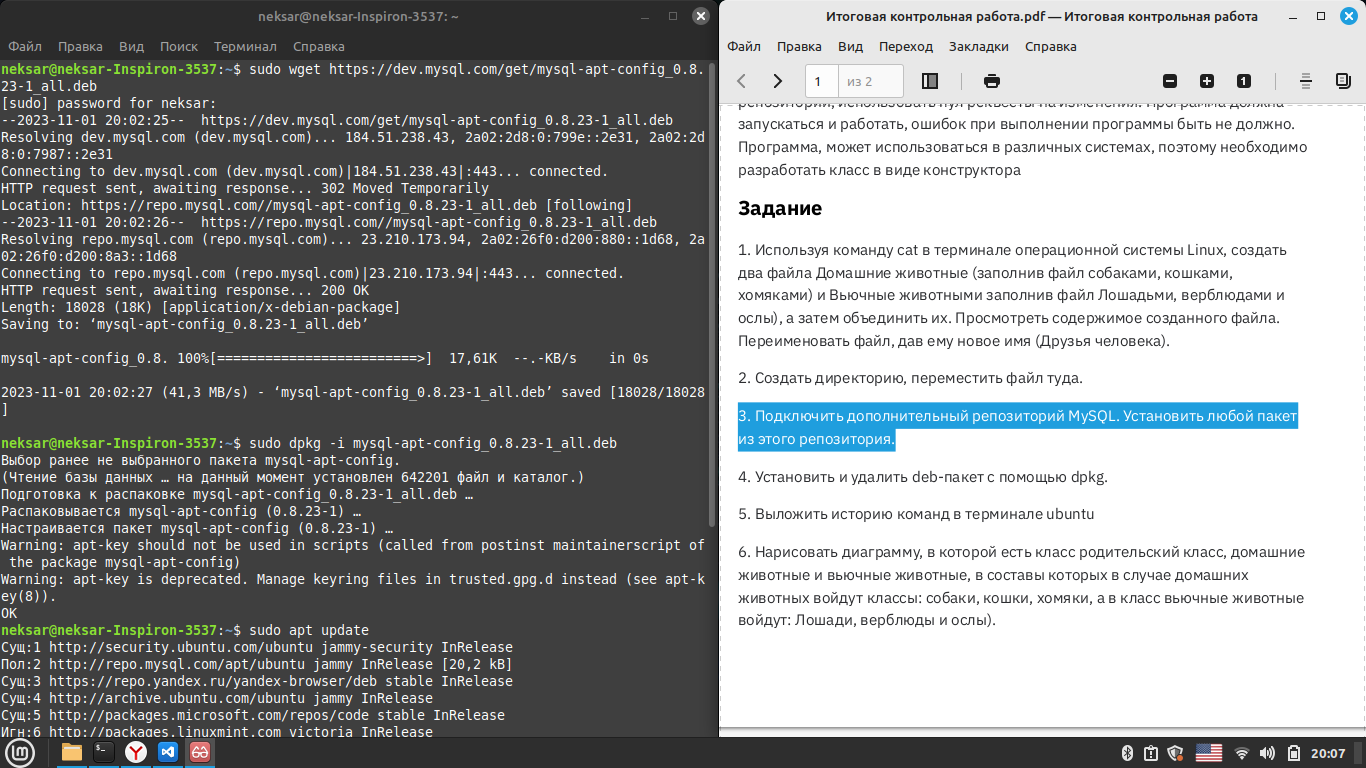 neksar@neksar-Inspiron-3537: ~
Файл Правка Вид Поиск Терминал Справка
neksar@neksar-Inspiron-3537:~$ sudo wget https://dev.mysql.com/get/mysql-apt-config_0.8.
23-1_all.deb
[sudo] password for neksar:
--2023-11-01 20:02:25-- https://dev.mysql.com/get/mysql-apt-config_0.8.23-1_all.deb
Resolving dev.mysql.com (dev.mysql.com)... 184.51.238.43, 2a02:2d8:0:799e::2e31, 2a02:2d
8:0:7987::2e31
Connecting to dev.mysql.com (dev.mysql.com)|184.51.238.43|:443... connected.
HTTP request sent, awaiting response... 302 Moved Temporarily
Location: https://repo.mysql.com//mysql-apt-config_0.8.23-1_all.deb [following]
--2023-11-01 20:02:26-- https://repo.mysql.com//mysql-apt-config_0.8.23-1_all.deb
Resolving repo.mysql.com (repo.mysql.com)... 23.210.173.94, 2a02:26f0:d200:880::1d68, 2a
02:26f0:d200:8a3::1d68
Connecting to repo.mysql.com (repo.mysql.com)|23.210.173.94|:443... connected.
HTTP request sent, awaiting response... 200 OK
Length: 18028 (18K) [application/x-debian-package]
Saving to: ‘mysql-apt-config_0.8.23-1_all.deb’
mysql-apt-config_0.8. 100%[=========================>] 17,61K --.-KB/s in 0s
2023-11-01 20:02:27 (41,3 MB/s) - ‘mysql-apt-config_0.8.23-1_all.deb’ saved [18028/18028
]
neksar@neksar-Inspiron-3537:~$ sudo dpkg -i mysql-apt-config_0.8.23-1_all.deb
Выбор ранее не выбранного пакета mysql-apt-config.
(Чтение базы данных … на данный момент установлен 642201 файл и каталог.)
Подготовка к распаковке mysql-apt-config_0.8.23-1_all.deb …
Распаковывается mysql-apt-config (0.8.23-1) …
Настраивается пакет mysql-apt-config (0.8.23-1) …
Warning: apt-key should not be used in scripts (called from postinst maintainerscript of
the package mysql-apt-config)
Warning: apt-key is deprecated. Manage keyring files in trusted.gpg.d instead (see apt-k
ey(8)).
OK
neksar@neksar-Inspiron-3537:~$ sudo apt update
Сущ:1 http://security.ubuntu.com/ubuntu jammy-security InRelease
Пол:2 http://repo.mysql.com/apt/ubuntu jammy InRelease [20,2 kB]
Сущ:3 https://repo.yandex.ru/yandex-browser/deb stable InRelease
Сущ:4 http://archive.ubuntu.com/ubuntu jammy InRelease
Сущ:5 http://packages.microsoft.com/repos/code stable InRelease
Игн:6 http://packages.linuxmint.com victoria InRelease
Итоговая контрольная работа.pdf — Итоговая контрольная работа
Файл Правка Вид Переход Закладки Справка
1 из 2
1
репозитории, использовать пул реквесты на изменения. Программа должна
запускаться и работать, ошибок при выполнении программы быть не должно.
Программа, может использоваться в различных системах, поэтому необходимо
разработать класс в виде конструктора
Задание
1. Используя команду cat в терминале операционной системы Linux, создать
два файла Домашние животные (заполнив файл собаками, кошками,
хомяками) и Вьючные животными заполнив файл Лошадьми, верблюдами и
ослы), а затем объединить их. Просмотреть содержимое созданного файла.
Переименовать файл, дав ему новое имя (Друзья человека).
2. Создать директорию, переместить файл туда.
3. Подключить дополнительный репозиторий MySQL. Установить любой пакет
из этого репозитория.
4. Установить и удалить deb-пакет с помощью dpkg.
5. Выложить историю команд в терминале ubuntu
6. Нарисовать диаграмму, в которой есть класс родительский класс, домашние
животные и вьючные животные, в составы которых в случае домашних
животных войдут классы: собаки, кошки, хомяки, а в класс вьючные животные
войдут: Лошади, верблюды и ослы).
20:07